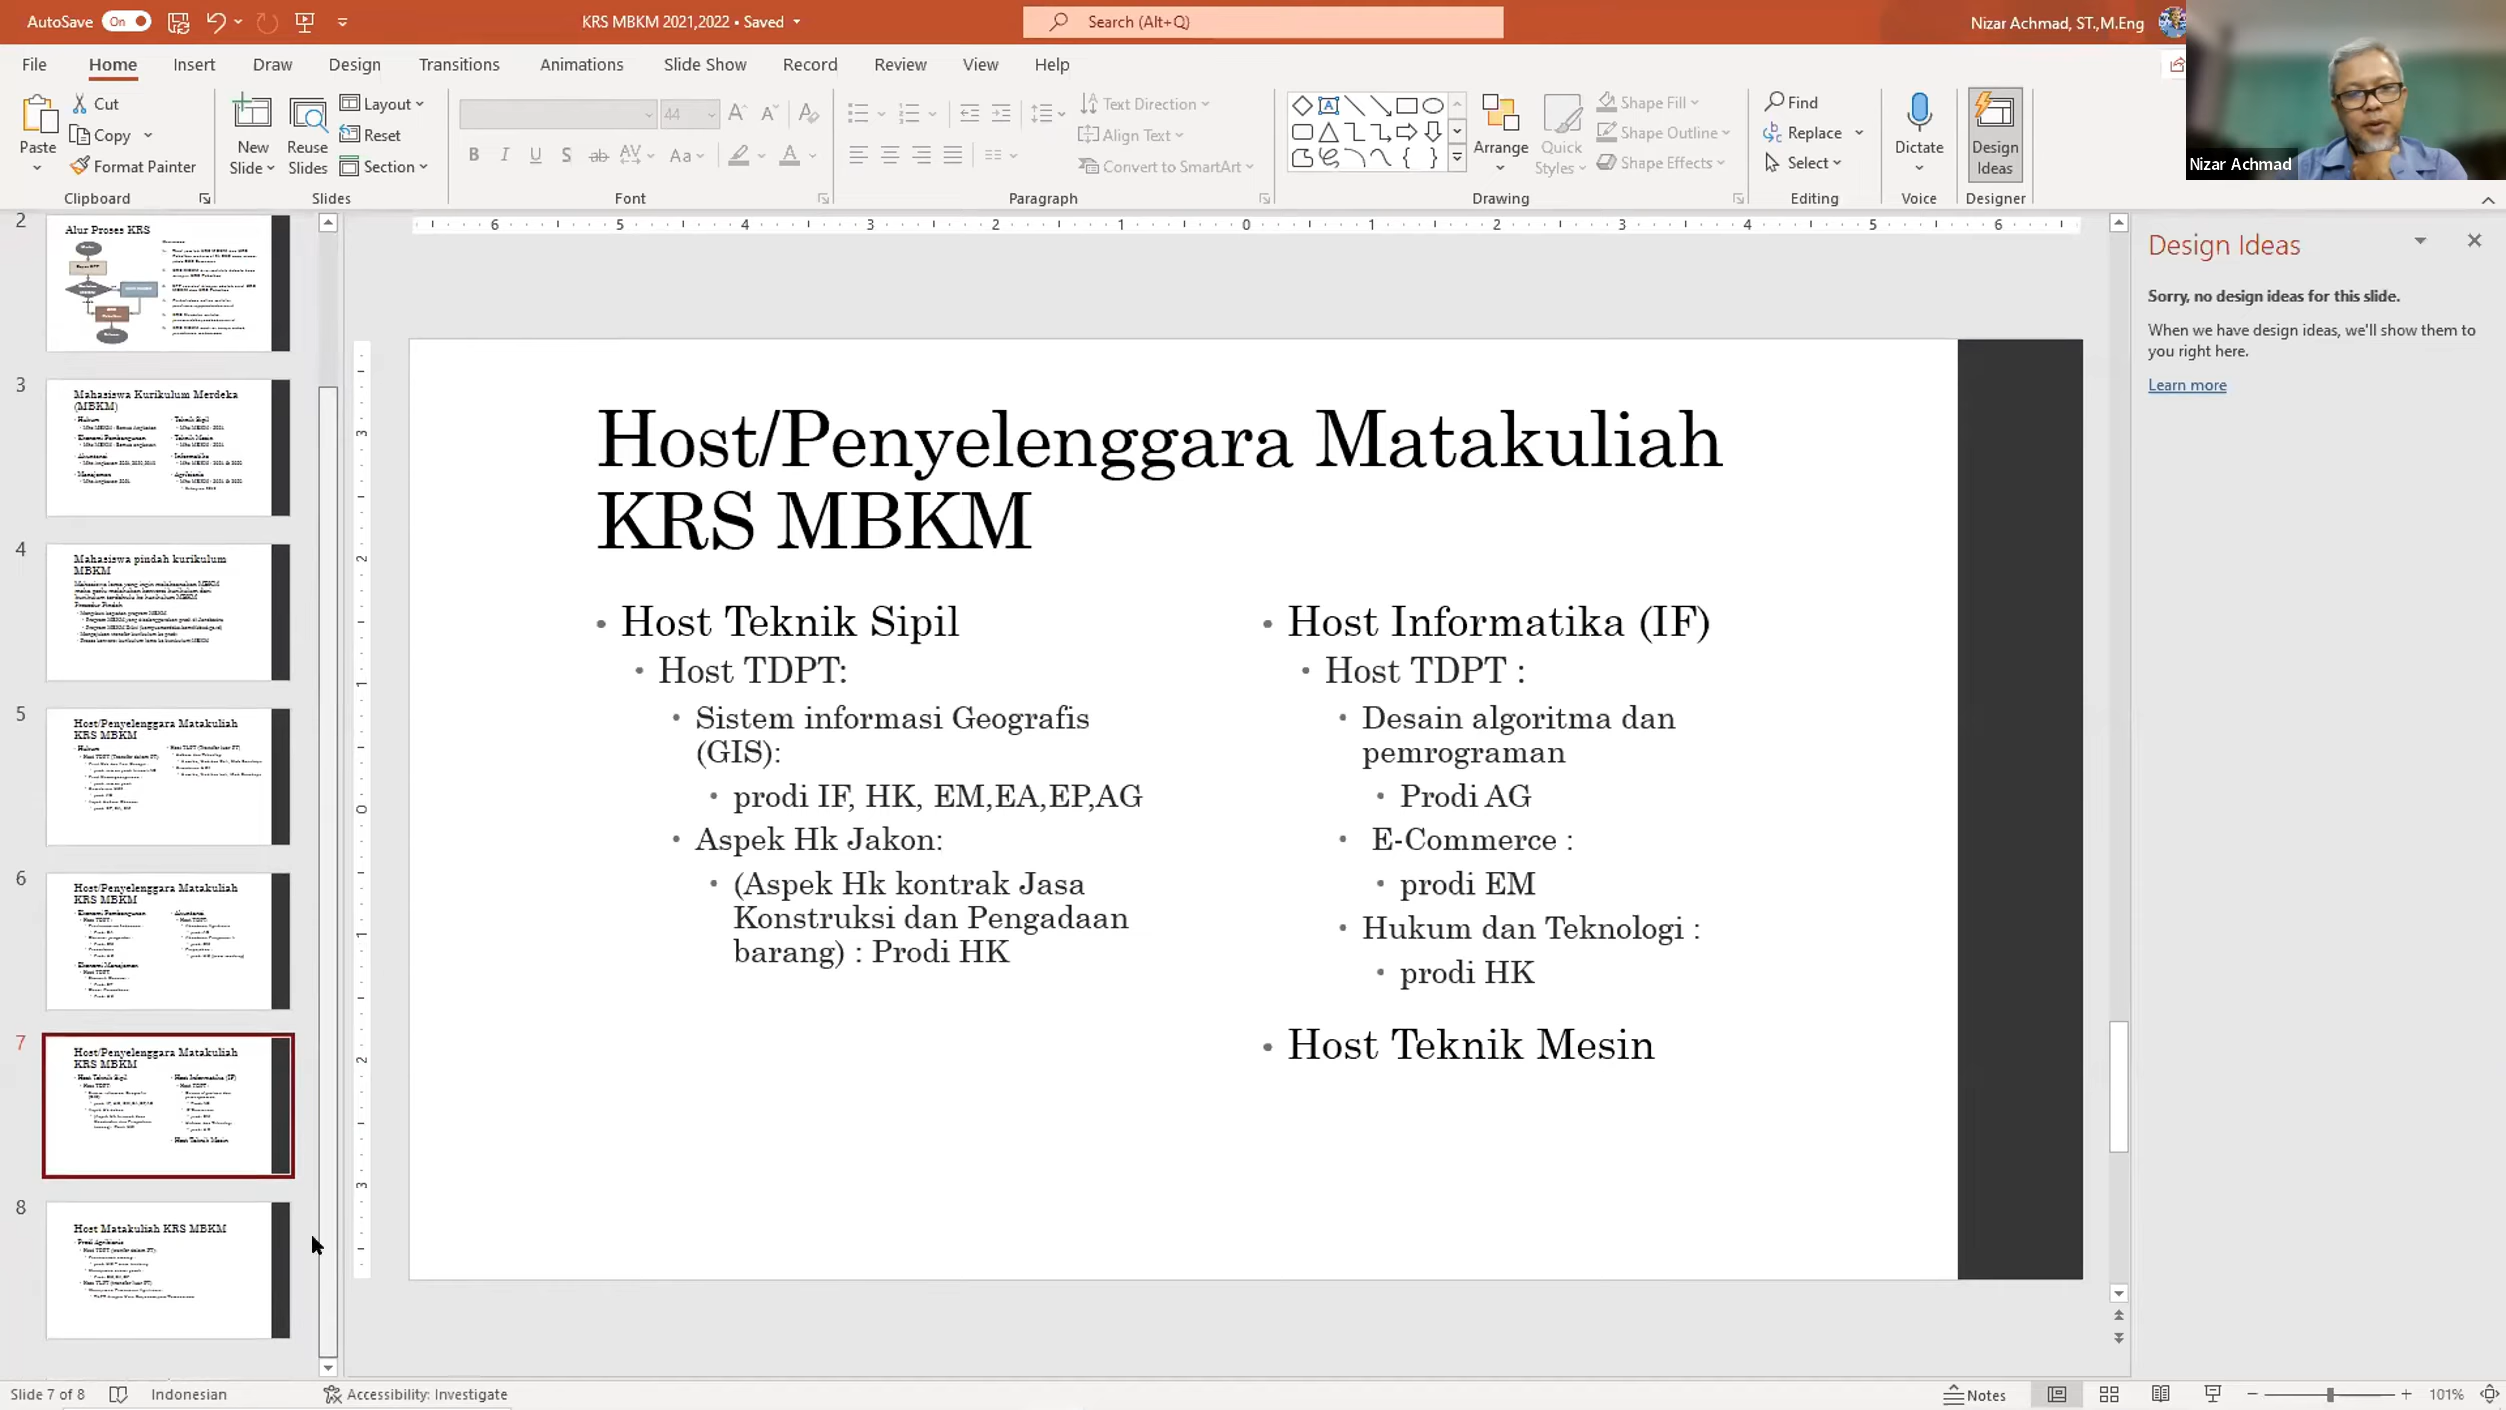 AutoSave On
KRS MBKM 2021,2022 • Saved
Search (Alt+Q)
Nizar Achmad, ST.,M.Eng
File Home Insert Draw Design Transitions Animations Slide Show Record Review View Help
Paste
Cut
Copy
Format Painter
Clipboard
New Slide
Reuse Slides
Layout
Reset
Section
Slides
44
Font
Text Direction
Align Text
Convert to SmartArt
Paragraph
Arrange
Quick Styles
Shape Fill
Shape Outline
Shape Effects
Drawing
Find
Replace
Select
Editing
Dictate
Voice
Design Ideas
Designer
Nizar Achmad
2
Alur Proses KRS
3
Mahasiswa Kurikulum Merdeka
(MBKM)
4
Mahasiswa pindah kurikulum
MBKM
5
Host/Penyelenggara Matakuliah
KRS MBKM
6
Host/Penyelenggara Matakuliah
KRS MBKM
7
Host/Penyelenggara Matakuliah
KRS MBKM
8
Host Matakuliah KRS MBKM
Host/Penyelenggara Matakuliah
KRS MBKM
• Host Teknik Sipil
• Host TDPT:
• Sistem informasi Geografis
(GIS):
• prodi IF, HK, EM,EA,EP,AG
• Aspek Hk Jakon:
• (Aspek Hk kontrak Jasa
Konstruksi dan Pengadaan
barang) : Prodi HK
• Host Informatika (IF)
• Host TDPT :
• Desain algoritma dan
pemrograman
• Prodi AG
• E-Commerce :
• prodi EM
• Hukum dan Teknologi :
• prodi HK
• Host Teknik Mesin
Design Ideas
Sorry, no design ideas for this slide.
When we have design ideas, we'll show them to
you right here.
Learn more
Slide 7 of 8
Indonesian
Accessibility: Investigate
Notes
101%